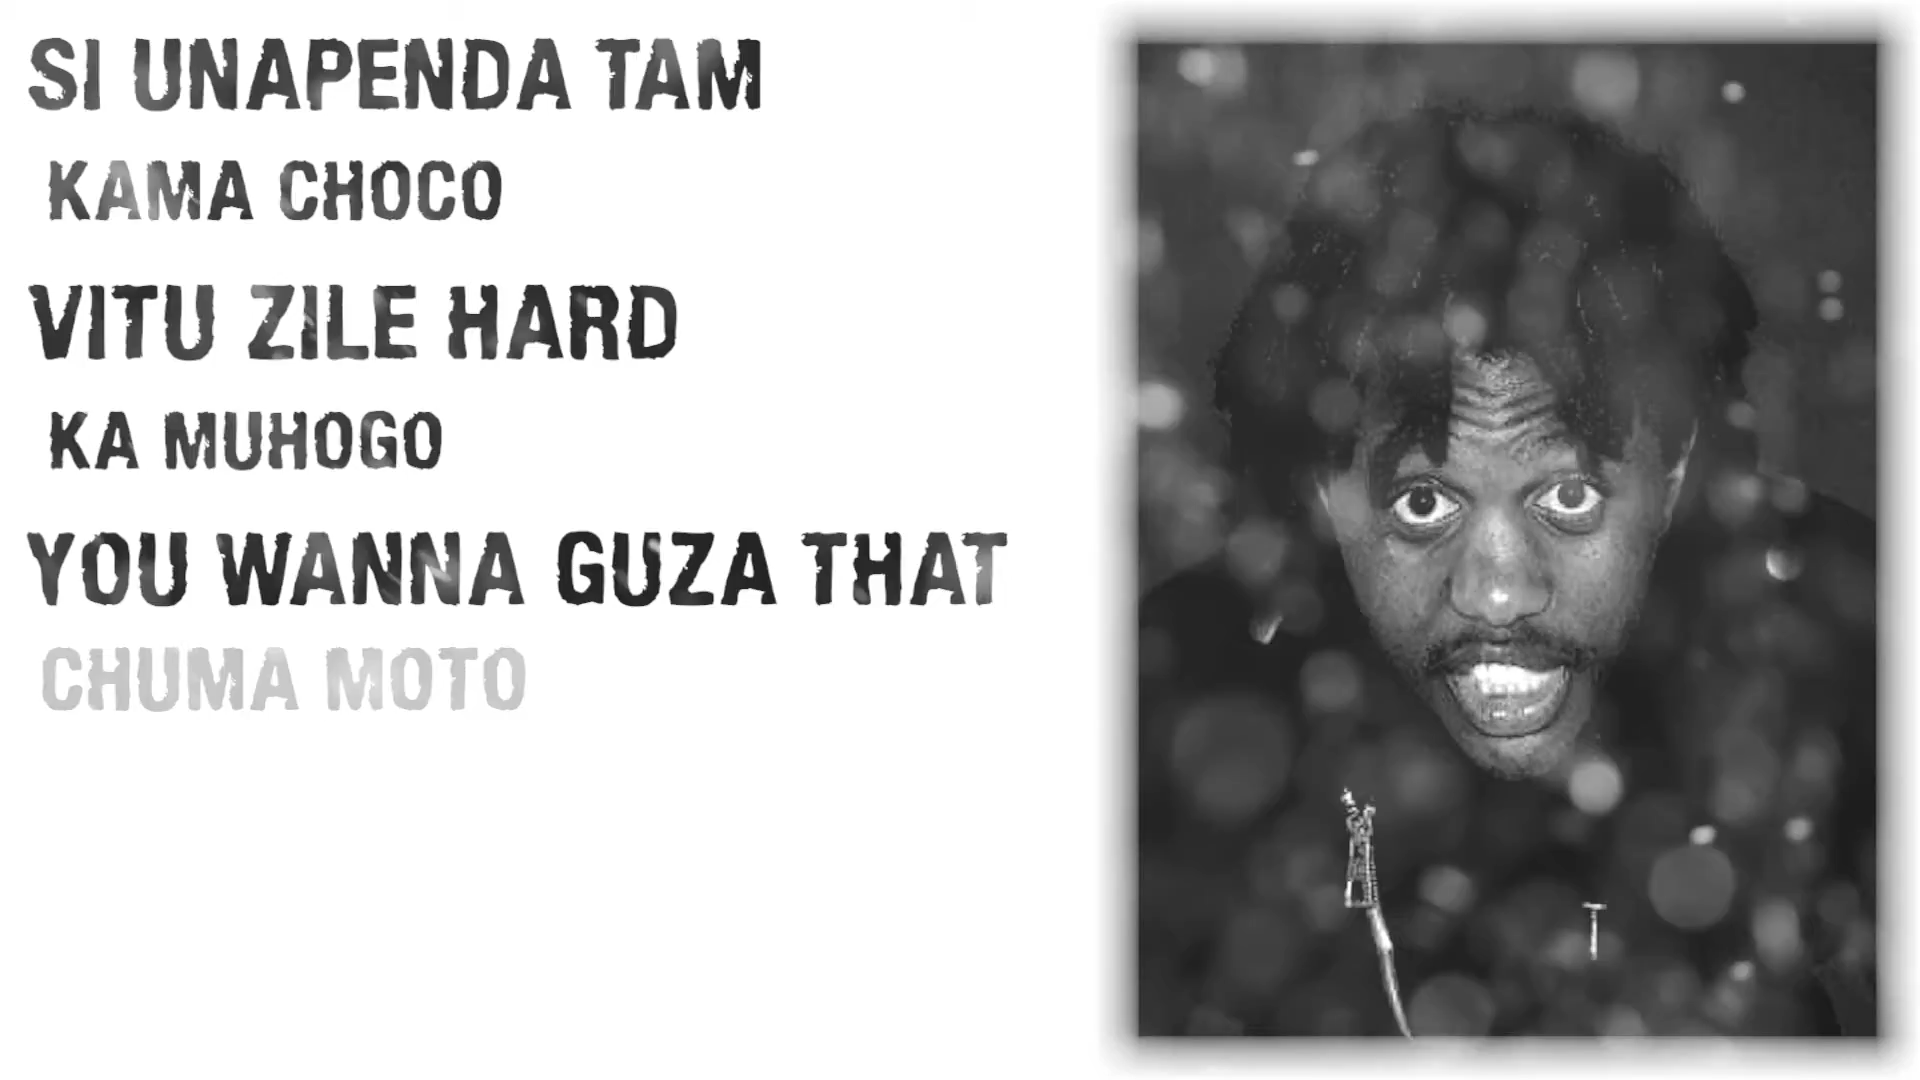 SI UNAPENDA TAM
KAMA CHOCO
VITU ZILE HARD
KA MUHOGO
YOU WANNA GUZA THAT
CHUMA MOTO